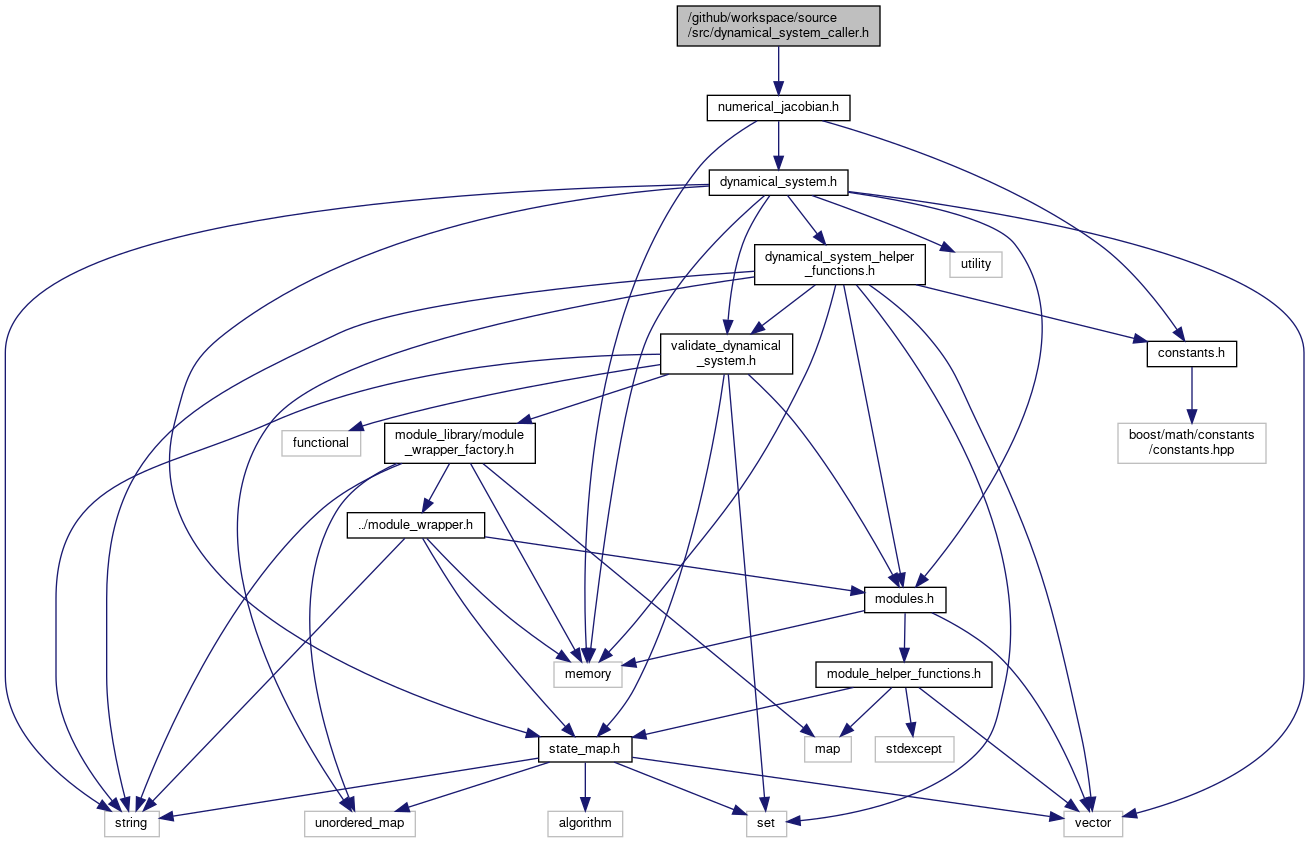 /github/workspace/source
/src/dynamical_system_caller.h
numerical_jacobian.h
dynamical_system.h
dynamical_system_helper
_functions.h
utility
validate_dynamical
_system.h
constants.h
functional
module_library/module
_wrapper_factory.h
boost/math/constants
/constants.hpp
../module_wrapper.h
modules.h
memory
module_helper_functions.h
state_map.h
map
stdexcept
string
unordered_map
algorithm
set
vector